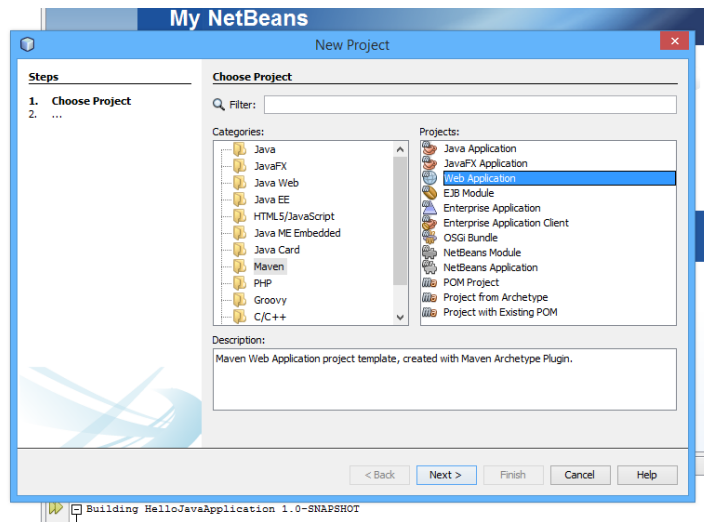 My NetBeans
New Project
Steps
1. Choose Project
2. ...
Choose Project
Filter:
Categories:
Java
JavaFX
Java Web
Java EE
HTML5/JavaScript
Java ME Embedded
Java Card
Maven
PHP
Groovy
C/C++
Projects:
Java Application
JavaFX Application
Web Application
EJB Module
Enterprise Application
Enterprise Application Client
OSGi Bundle
NetBeans Module
NetBeans Application
POM Project
Project from Archetype
Project with Existing POM
Description:
Maven Web Application project template, created with Maven Archetype Plugin.
< Back
Next >
Finish
Cancel
Help
Building HelloJavaApplication 1.0-SNAPSHOT